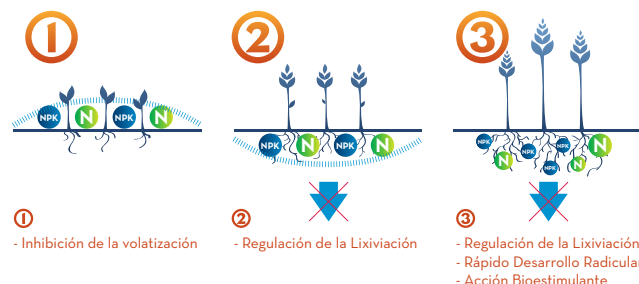 1
2
3
NPK N NPK N
NPK N NPK N
NPK N NPK NPK NPK N N
1
- Inhibición de la volatización
2
- Regulación de la Lixiviación
3
- Regulación de la Lixiviación
- Rápido Desarrollo Radicular
- Acción Bioestimulante